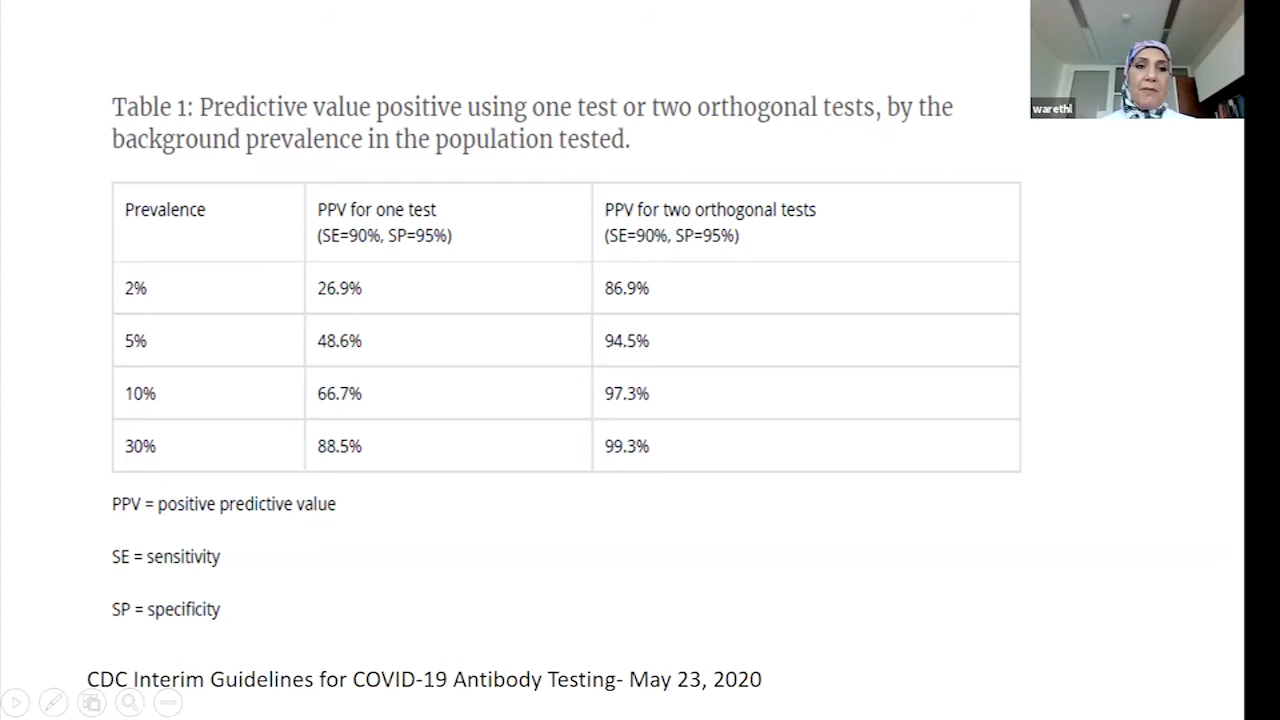 Table 1: Predictive value positive using one test or two orthogonal tests, by the
background prevalence in the population tested.
Prevalence
PPV for one test
(SE=90%, SP=95%)
PPV for two orthogonal tests
(SE=90%, SP=95%)
2%
26.9%
86.9%
5%
48.6%
94.5%
10%
66.7%
97.3%
30%
88.5%
99.3%
PPV = positive predictive value
SE = sensitivity
SP = specificity
CDC Interim Guidelines for COVID-19 Antibody Testing- May 23, 2020
warethl